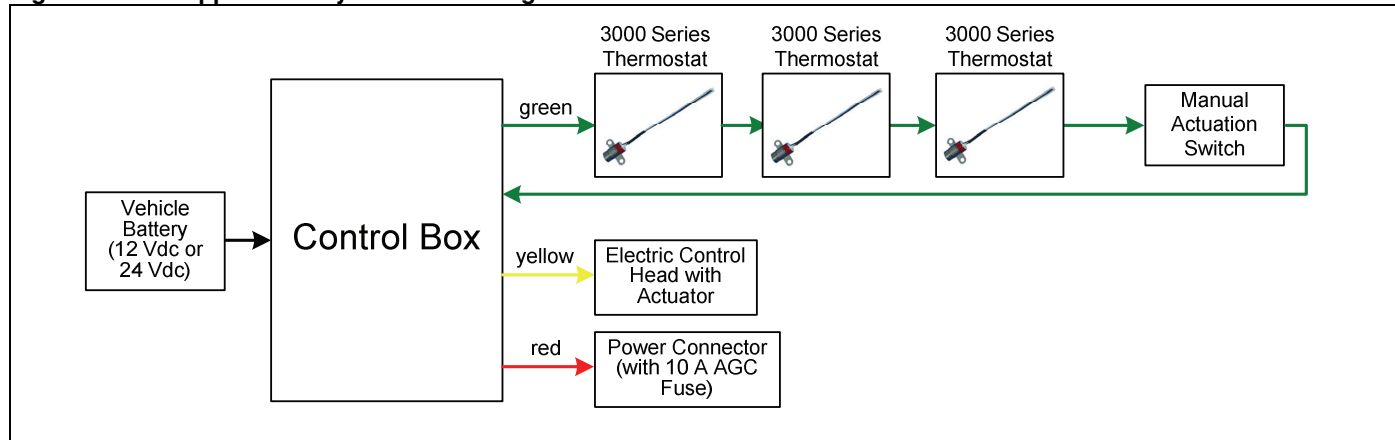 3000 Series
Thermostat
3000 Series
Thermostat
3000 Series
Thermostat
green
Manual
Actuation
Switch
Vehicle
Battery
(12 Vdc or
24 Vdc)
Control Box
yellow
Electric Control
Head with
Actuator
red
Power Connector
(with 10 A AGC
Fuse)